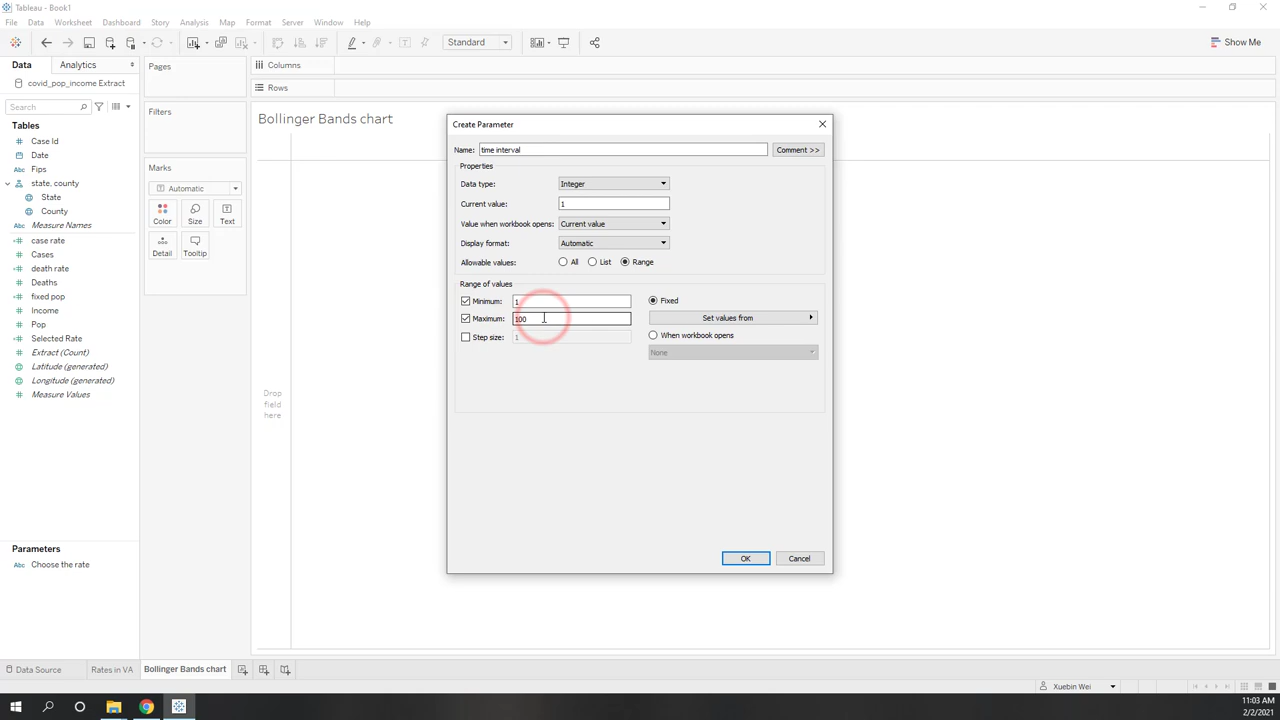 Tableau - Book1
File Data Worksheet Dashboard Story Analysis Map Format Server Window Help
Standard
Show Me
Data Analytics
Pages
Columns
covid_pop_income Extract
Rows
Search
Filters
Bollinger Bands chart
Tables
Case Id
Date
Fips
state, county
State
County
Abc Measure Names
case rate
Cases
death rate
Deaths
fixed pop
Income
Pop
Selected Rate
Extract (Count)
Latitude (generated)
Longitude (generated)
Measure Values
Marks
Automatic
Color Size Text
Detail Tooltip
Drop
field
here
Create Parameter
Name: time interval
Comment >>
Properties
Data type: Integer
Current value: 1
Value when workbook opens: Current value
Display format: Automatic
Allowable values: All List Range
Range of values
Minimum: 1
Fixed
Maximum: 100
Set values from
Step size: 1
When workbook opens
None
OK Cancel
Parameters
Choose the rate
Data Source Rates in VA Bollinger Bands chart
Xuebin Wei
11:03 AM
2/2/2021